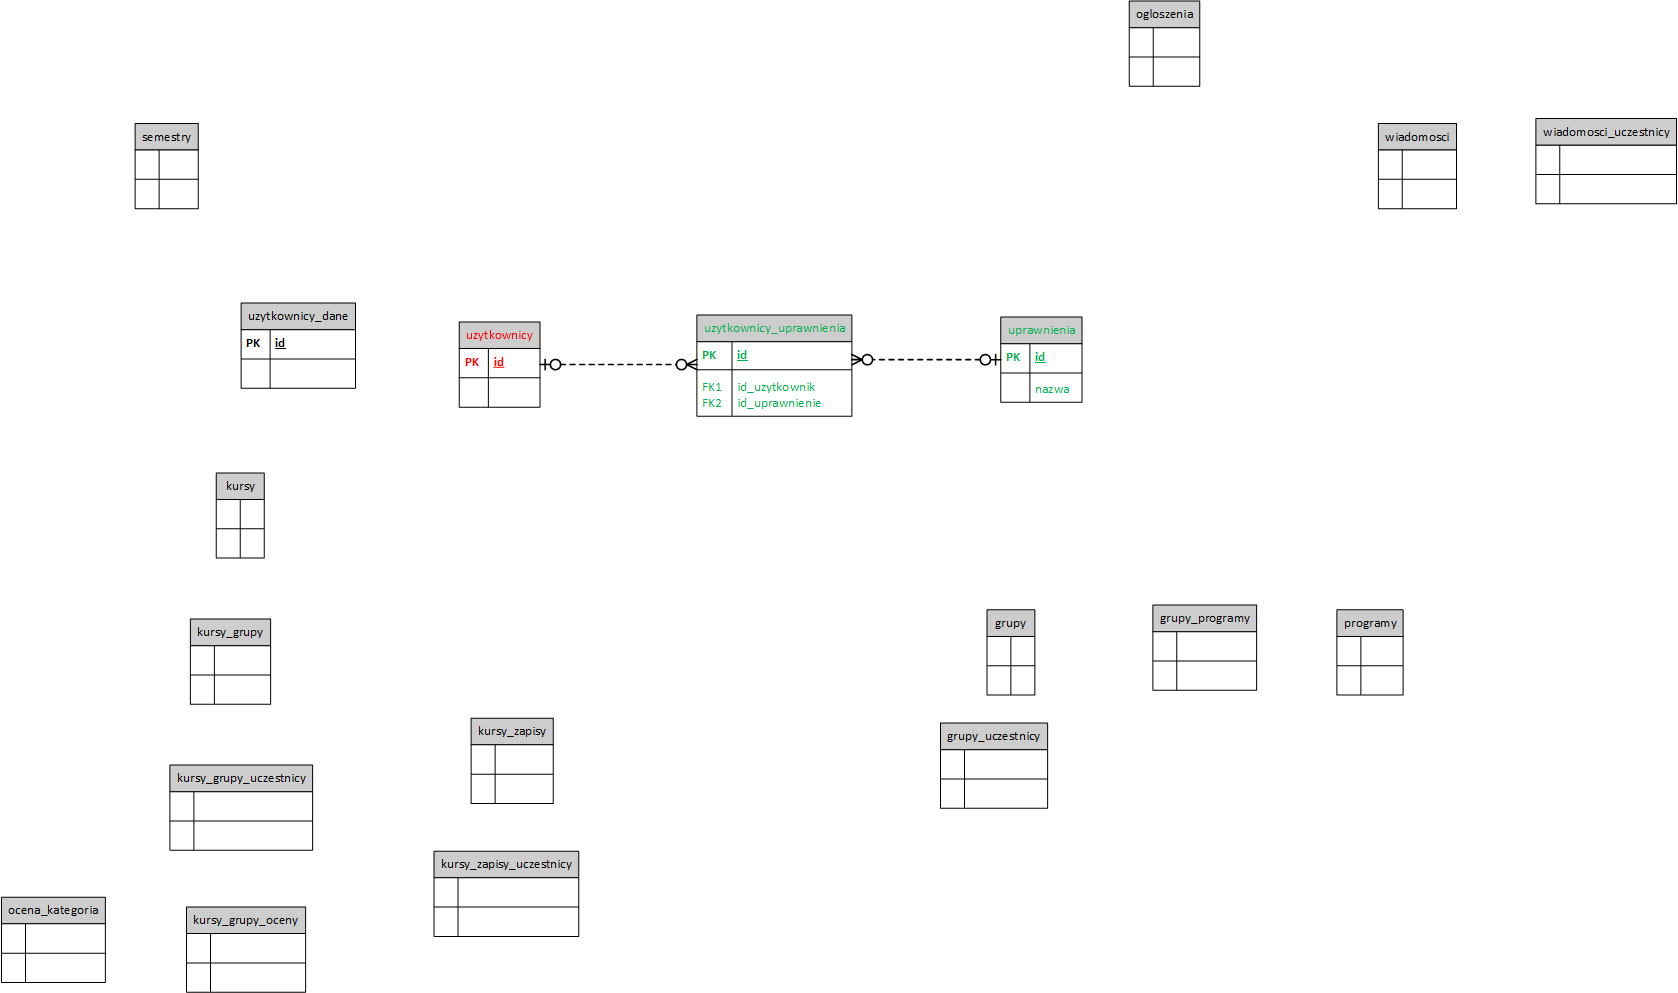 ogloszenia
semestry
wiadomosci
wiadomosci_uczestnicy
uzytkownicy_dane
PK id
uzytkownicy
PK id
uzytkownicy_uprawnienia
PK id
FK1 id_uzytkownik
FK2 id_uprawnienie
uprawnienia
PK id
nazwa
kursy
kursy_grupy
grupy
grupy_programy
programy
kursy_zapisy
grupy_uczestnicy
kursy_grupy_uczestnicy
kursy_zapisy_uczestnicy
ocena_kategoria
kursy_grupy_oceny